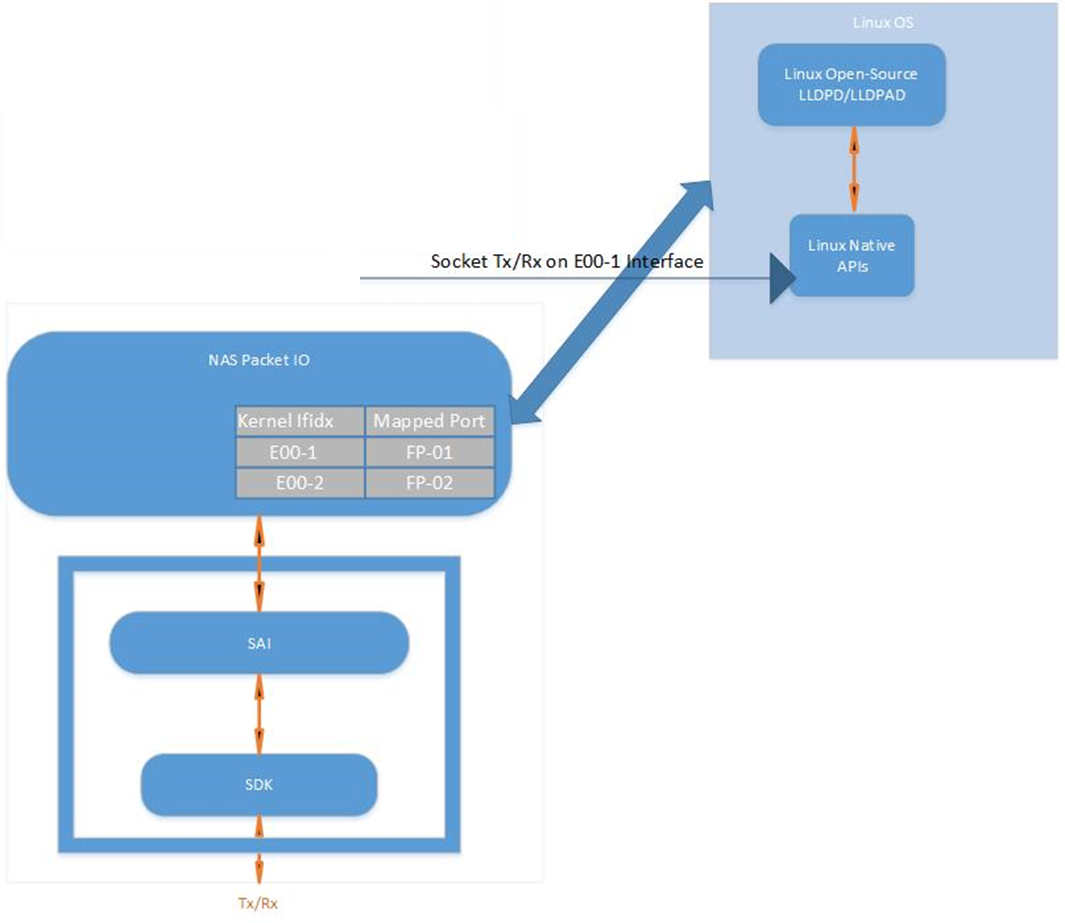 Linux OS
Linux Open-Source
LLDPD/LLDPAD
Linux Native
APIs
Socket Tx/Rx on E00-1 Interface
NAS Packet IO
Kernel Ifidx Mapped Port
E00-1 FP-01
E00-2 FP-02
SAI
SDK
Tx/Rx